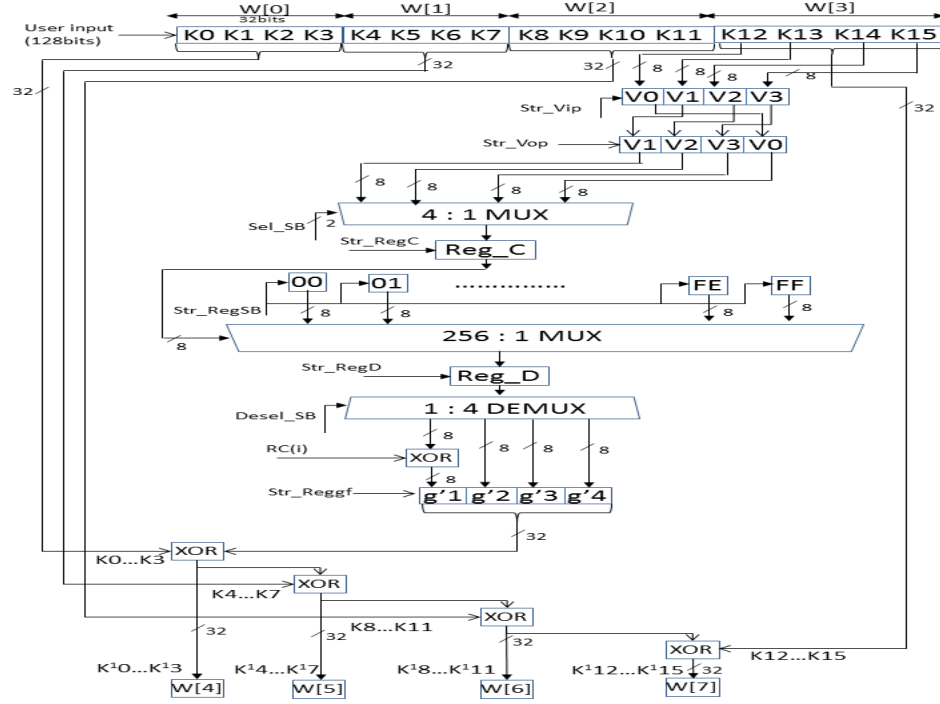 W[0] W[1] W[2] W[3]
32bits
User input
(128bits)
K0 K1 K2 K3 K4 K5 K6 K7 K8 K9 K10 K11 K12 K13 K14 K15
32 32 32 8 8 8 8 32
Str_Vip
V0 V1 V2 V3
Str_Vop
V1 V2 V3 V0
8 8 8 8
4 : 1 MUX
Sel_SB 2
Str_RegC
Reg_C
00 01 .............. FE FF
Str_RegSB
8 8 8 8
256 : 1 MUX
8
Str_RegD
Reg_D
1 : 4 DEMUX
Desel_SB
8 8 8 8
RC(i)
XOR
8
Str_Reggf
g'1 g'2 g'3 g'4
32
XOR
K0...K3
XOR
K4...K7
XOR
K8...K11
32 32 32
XOR
K12...K15
K¹0...K¹3 K¹4...K¹7 K¹8...K¹11 K¹12...K¹15 32
W[4] W[5] W[6] W[7]